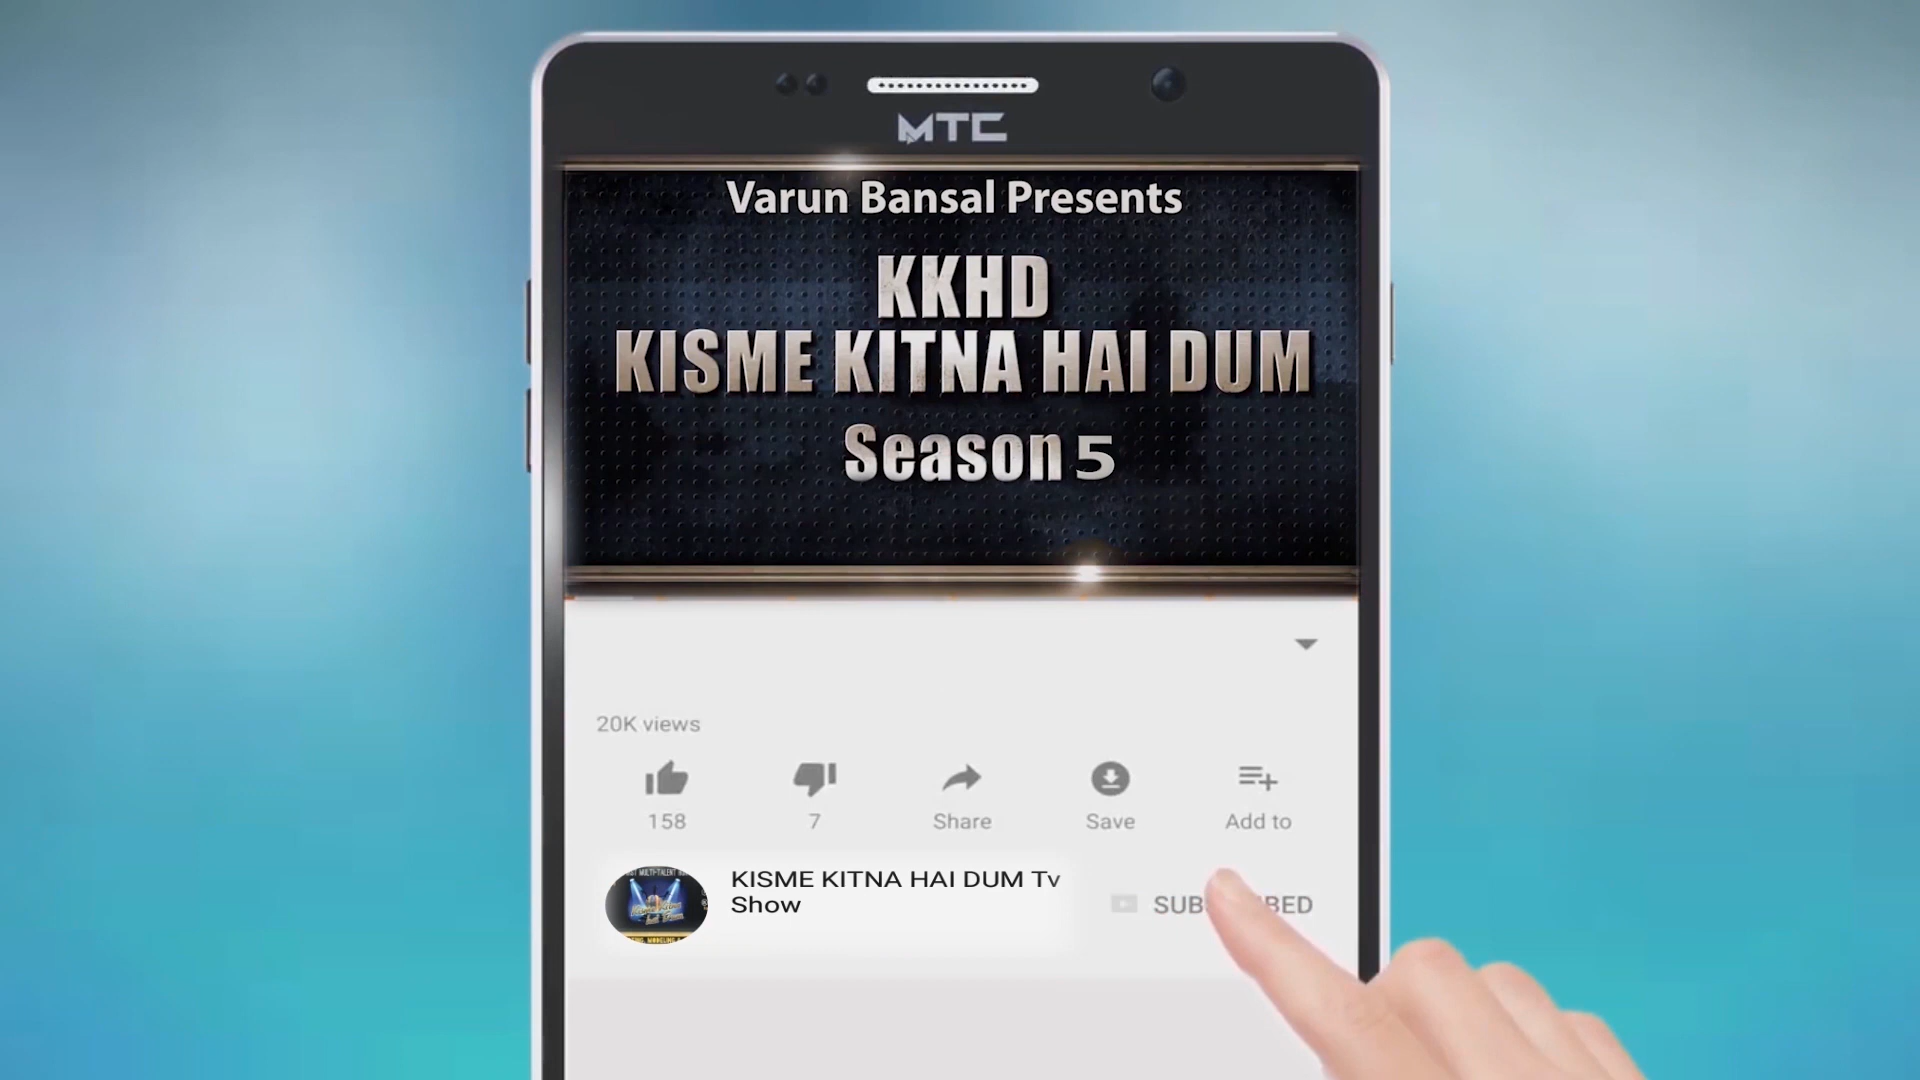 MTC
Varun Bansal Presents
KKHD
KISME KITNA HAI DUM
Season 5
20K views
158
7
Share
Save
Add to
KISME KITNA HAI DUM Tv
Show